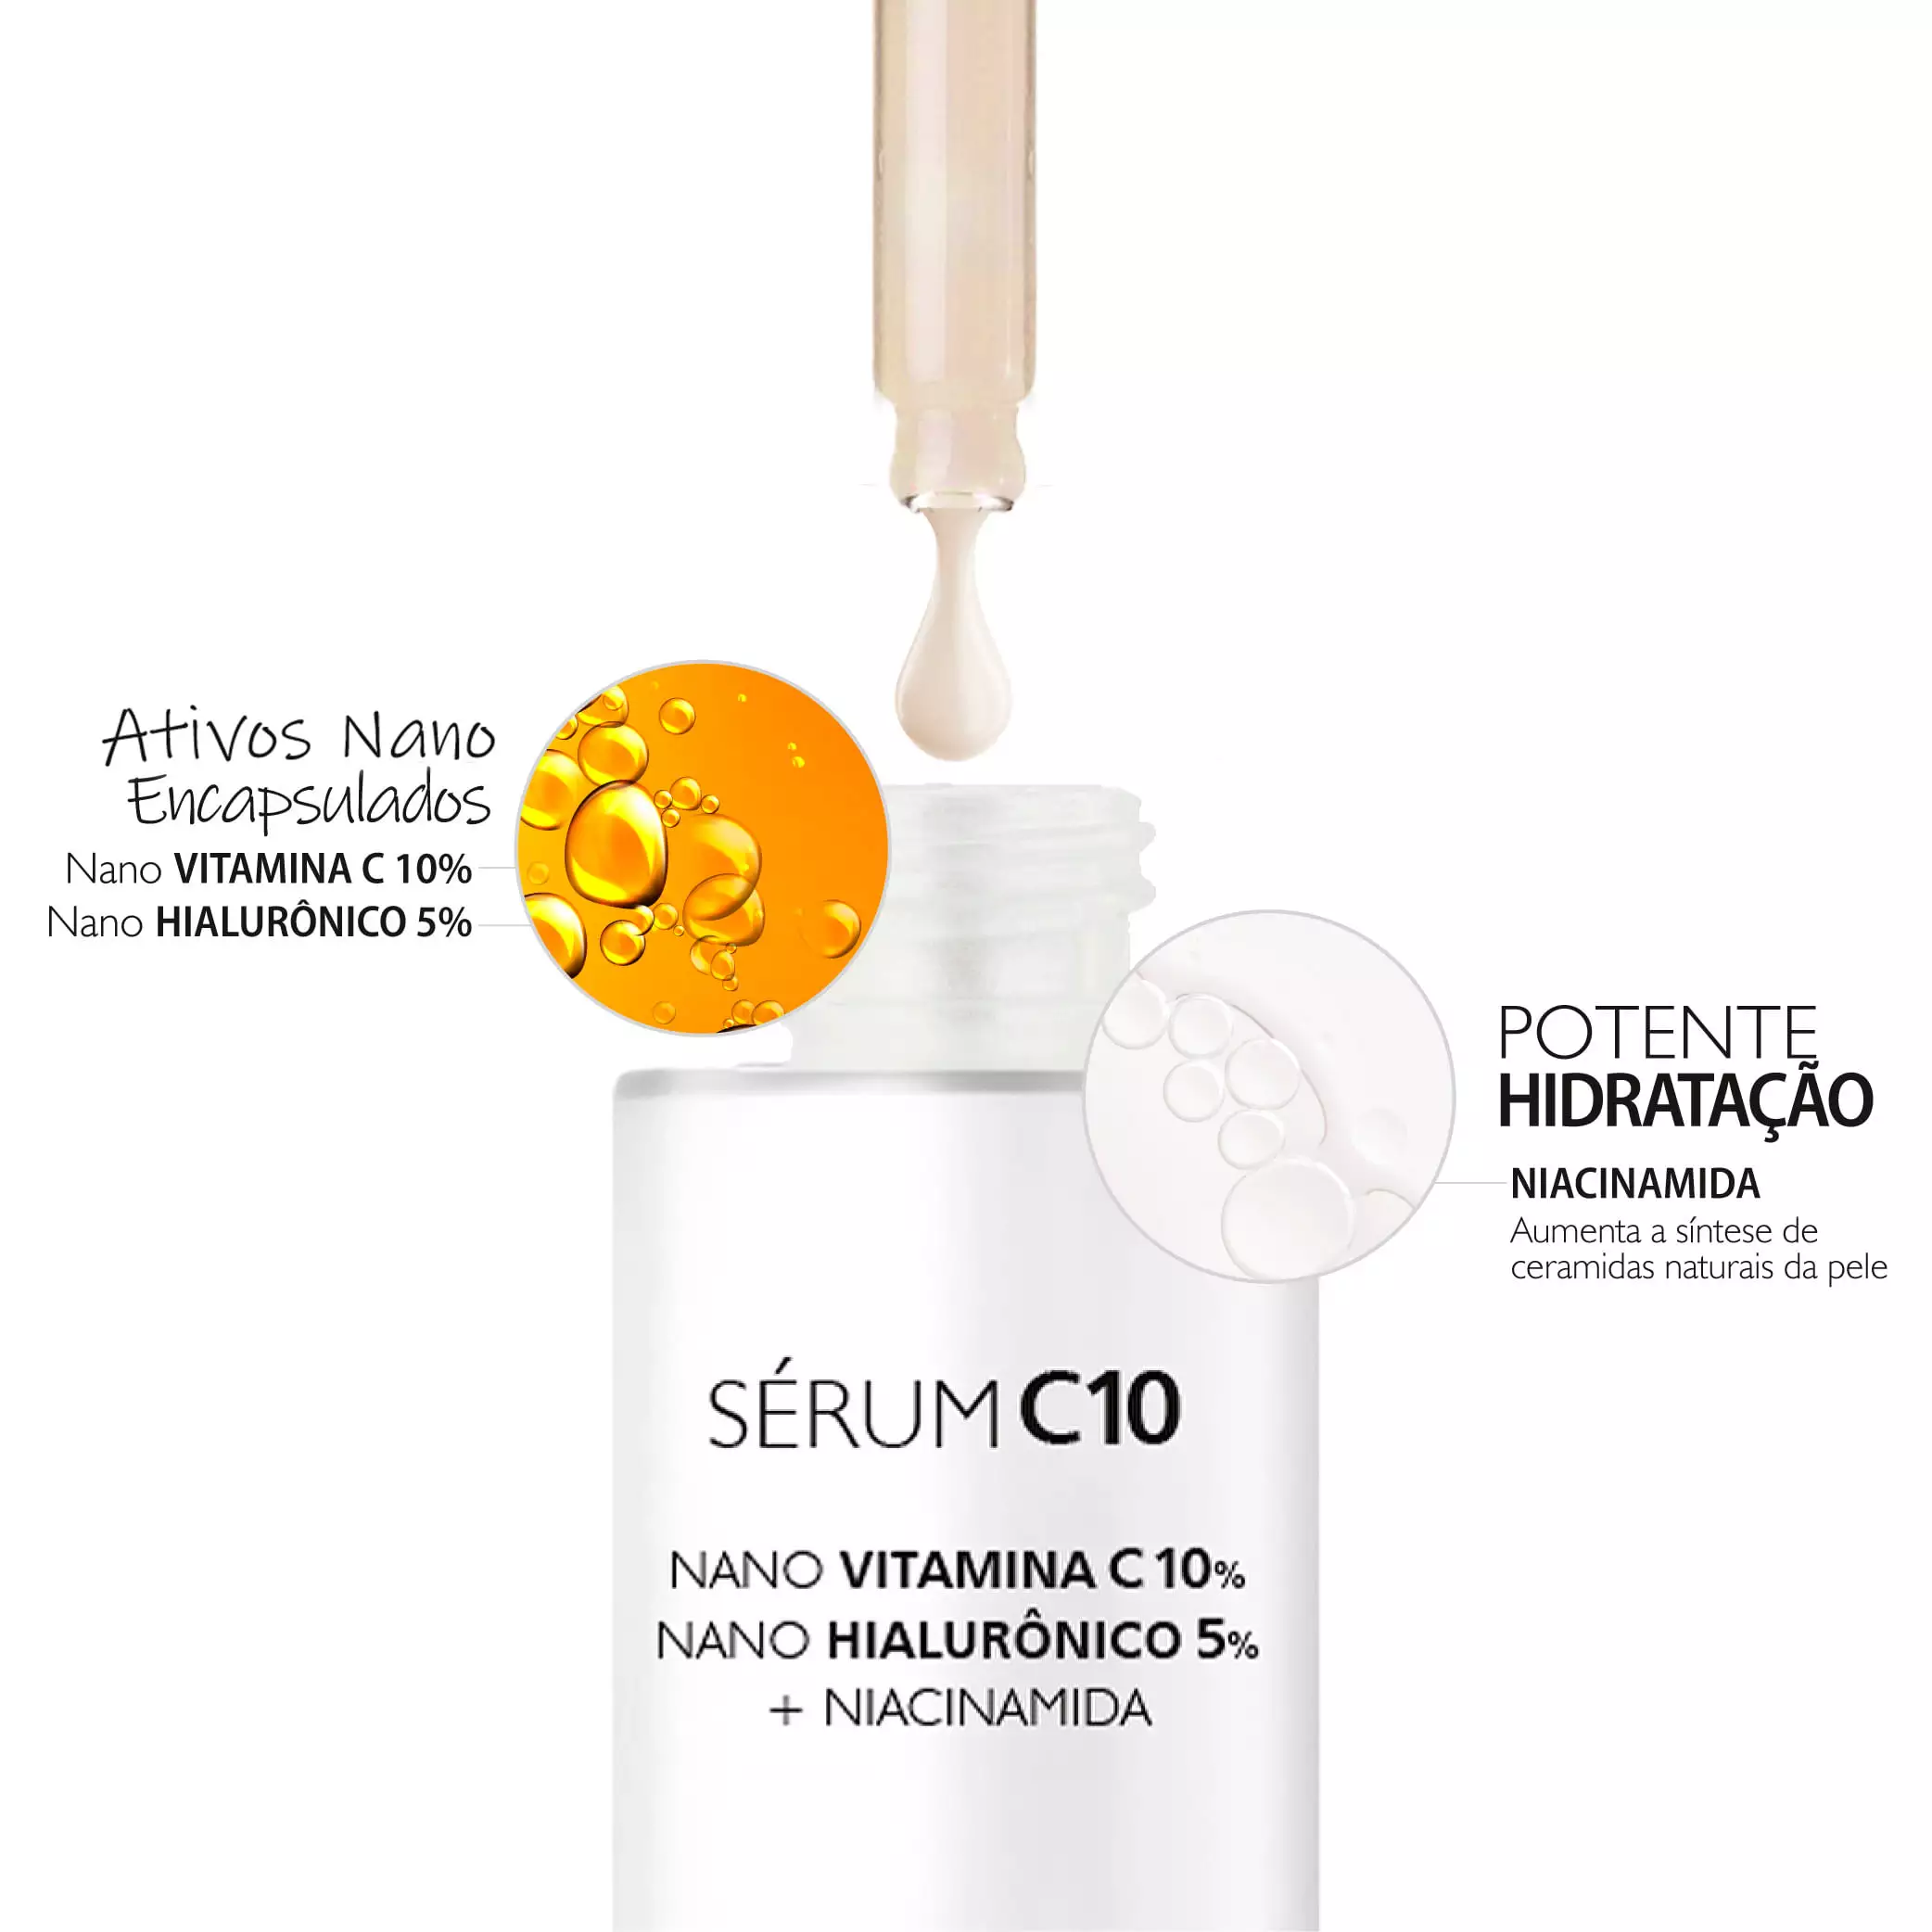 Ativos Nano
Encapsulados
Nano VITAMINA C 10%
Nano HIALURÔNICO 5%
POTENTE
HIDRATAÇÃO
NIACINAMIDA
Aumenta a síntese de
ceramidas naturais da pele
SÉRUM C10
NANO VITAMINA C 10%
NANO HIALURÔNICO 5%
+ NIACINAMIDA